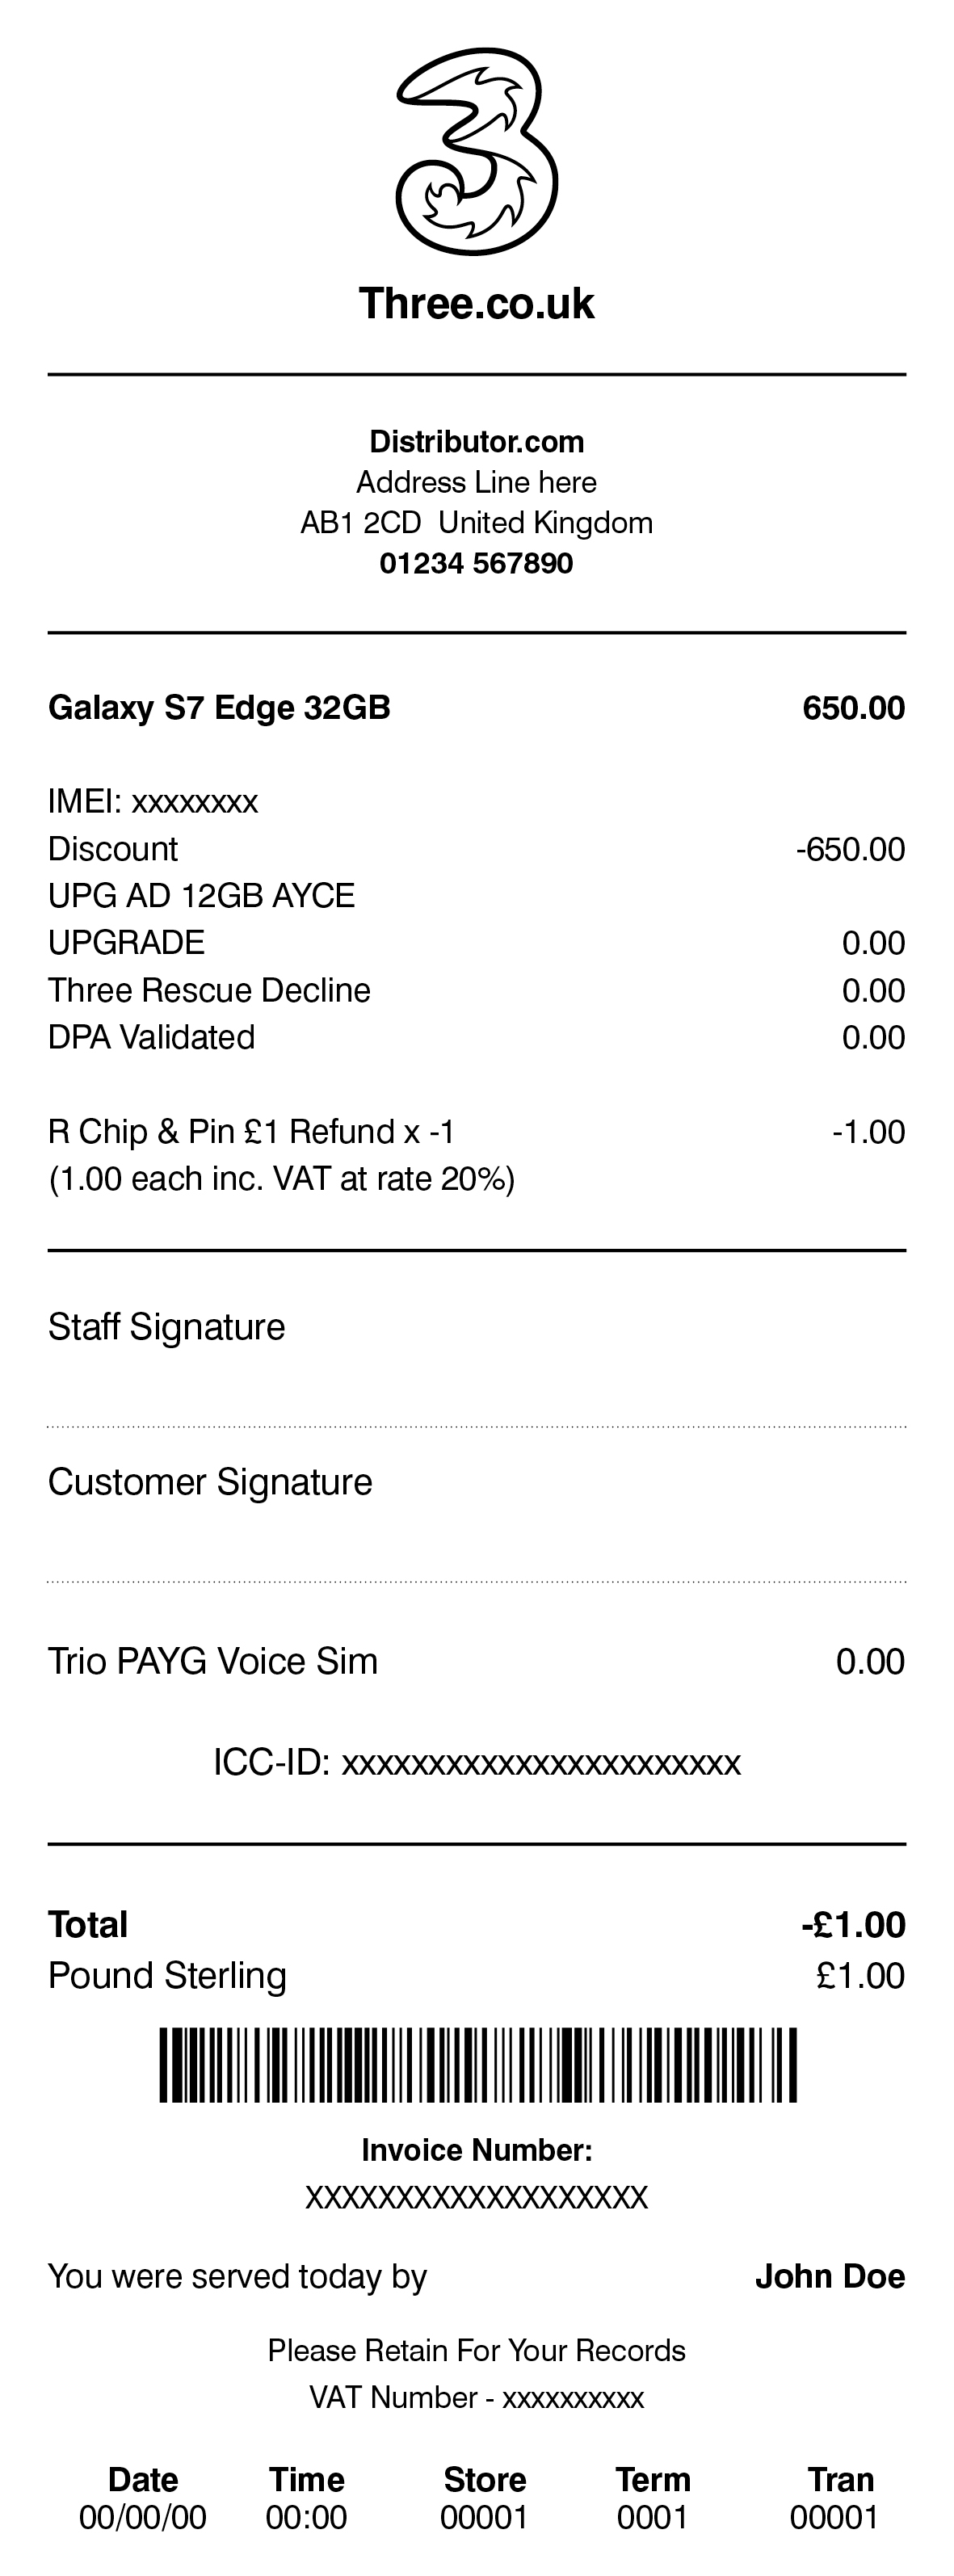 3
Three.co.uk
Distributor.com
Address Line here
AB1 2CD United Kingdom
01234 567890
Galaxy S7 Edge 32GB 650.00
IMEI: xxxxxxxx
Discount -650.00
UPG AD 12GB AYCE
UPGRADE 0.00
Three Rescue Decline 0.00
DPA Validated 0.00
R Chip & Pin £1 Refund x -1 -1.00
(1.00 each inc. VAT at rate 20%)
Staff Signature
Customer Signature
Trio PAYG Voice Sim 0.00
ICC-ID: xxxxxxxxxxxxxxxxxxxxxxx
Total -£1.00
Pound Sterling £1.00
Invoice Number:
XXXXXXXXXXXXXXXXXXX
You were served today by John Doe
Please Retain For Your Records
VAT Number - xxxxxxxxxx
Date Time Store Term Tran
00/00/00 00:00 00001 0001 00001